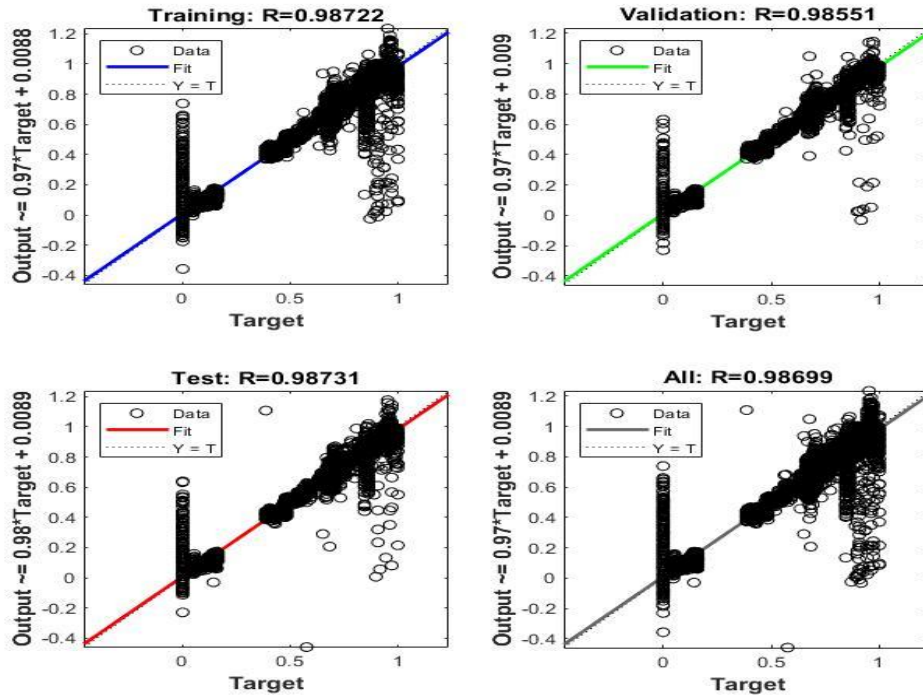 Training: R=0.98722
Output ~= 0.97*Target + 0.0088
1.2
1
0.8
0.6
0.4
0.2
0
-0.2
-0.4
Data
Fit
Y = T
0
0.5
1
Target
Validation: R=0.98551
Output ~= 0.97*Target + 0.009
1.2
1
0.8
0.6
0.4
0.2
0
-0.2
-0.4
Data
Fit
Y = T
0
0.5
1
Target
Test: R=0.98731
Output ~= 0.98*Target + 0.0089
1.2
1
0.8
0.6
0.4
0.2
0
-0.2
-0.4
Data
Fit
Y = T
0
0.5
1
Target
All: R=0.98699
Output ~= 0.97*Target + 0.0089
1.2
1
0.8
0.6
0.4
0.2
0
-0.2
-0.4
Data
Fit
Y = T
0
0.5
1
Target